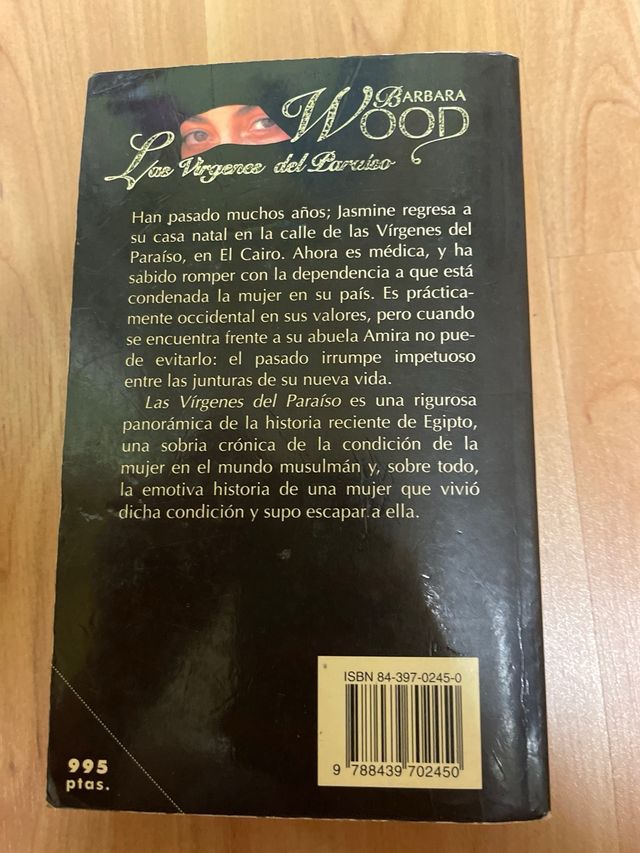 BARBARA
WOOD
Las Vírgenes del Paraíso
Han pasado muchos años; Jasmine regresa a
su casa natal en la calle de las Vírgenes del
Paraíso, en El Cairo. Ahora es médica, y ha
sabido romper con la dependencia a que está
condenada la mujer en su país. Es práctica-
mente occidental en sus valores, pero cuando
se encuentra frente a su abuela Amira no pue-
de evitarlo: el pasado irrumpe impetuoso
entre las junturas de su nueva vida.
Las Vírgenes del Paraíso es una rigurosa
panorámica de la historia reciente de Egipto,
una sobria crónica de la condición de la
mujer en el mundo musulmán y, sobre todo,
la emotiva historia de una mujer que vivió
dicha condición y supo escapar a ella.
ISBN 84-397-0245-0
9 788439 702450
995
ptas.